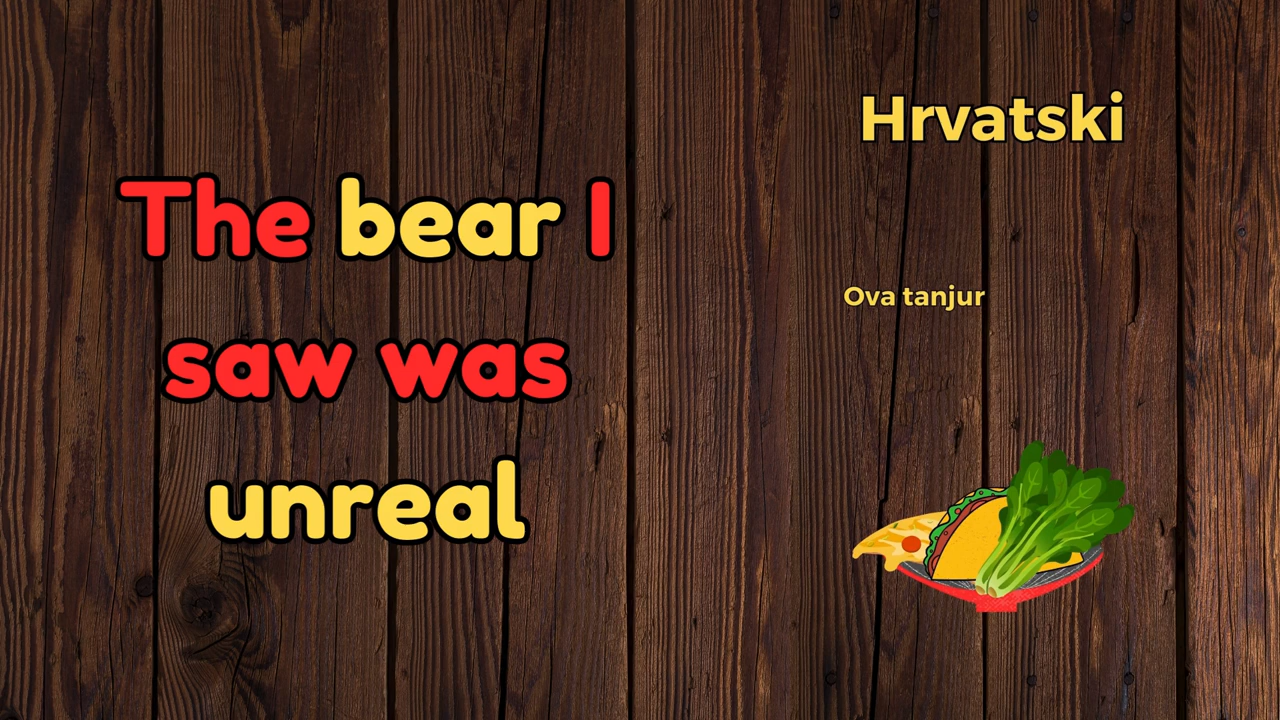 The bear I
saw was
unreal
Hrvatski
Ova tanjur